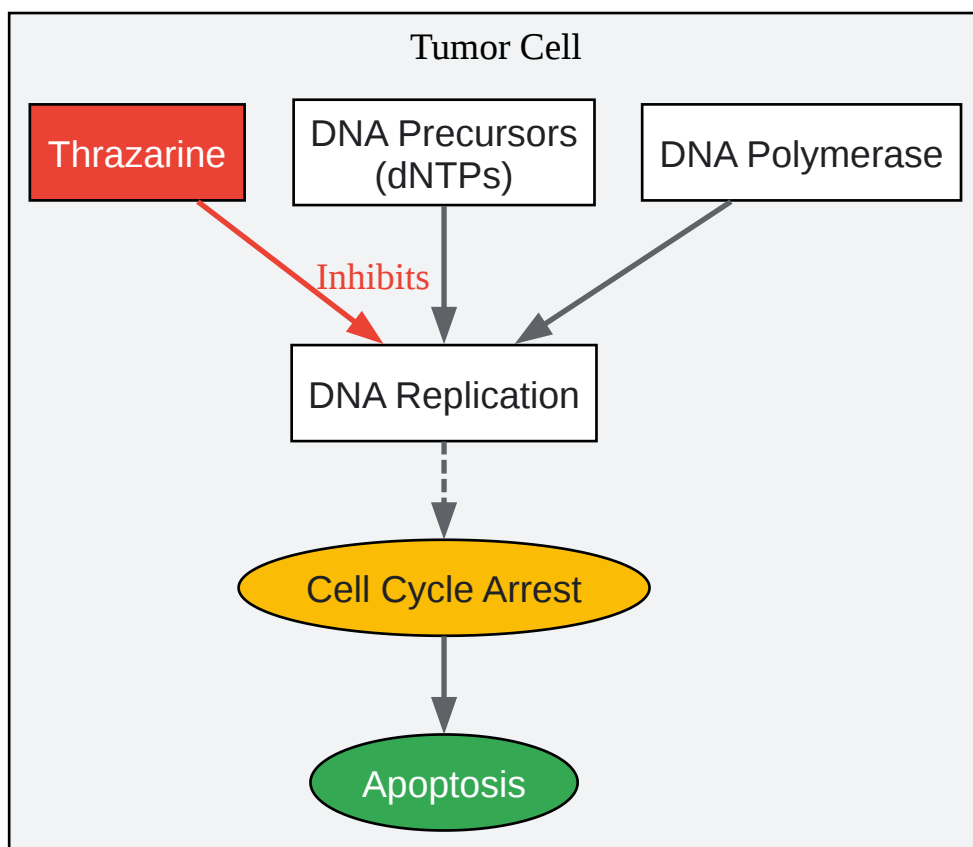 Tumor Cell
Thrazarine
DNA Precursors
(dNTPs)
DNA Polymerase
Inhibits
DNA Replication
Cell Cycle Arrest
Apoptosis